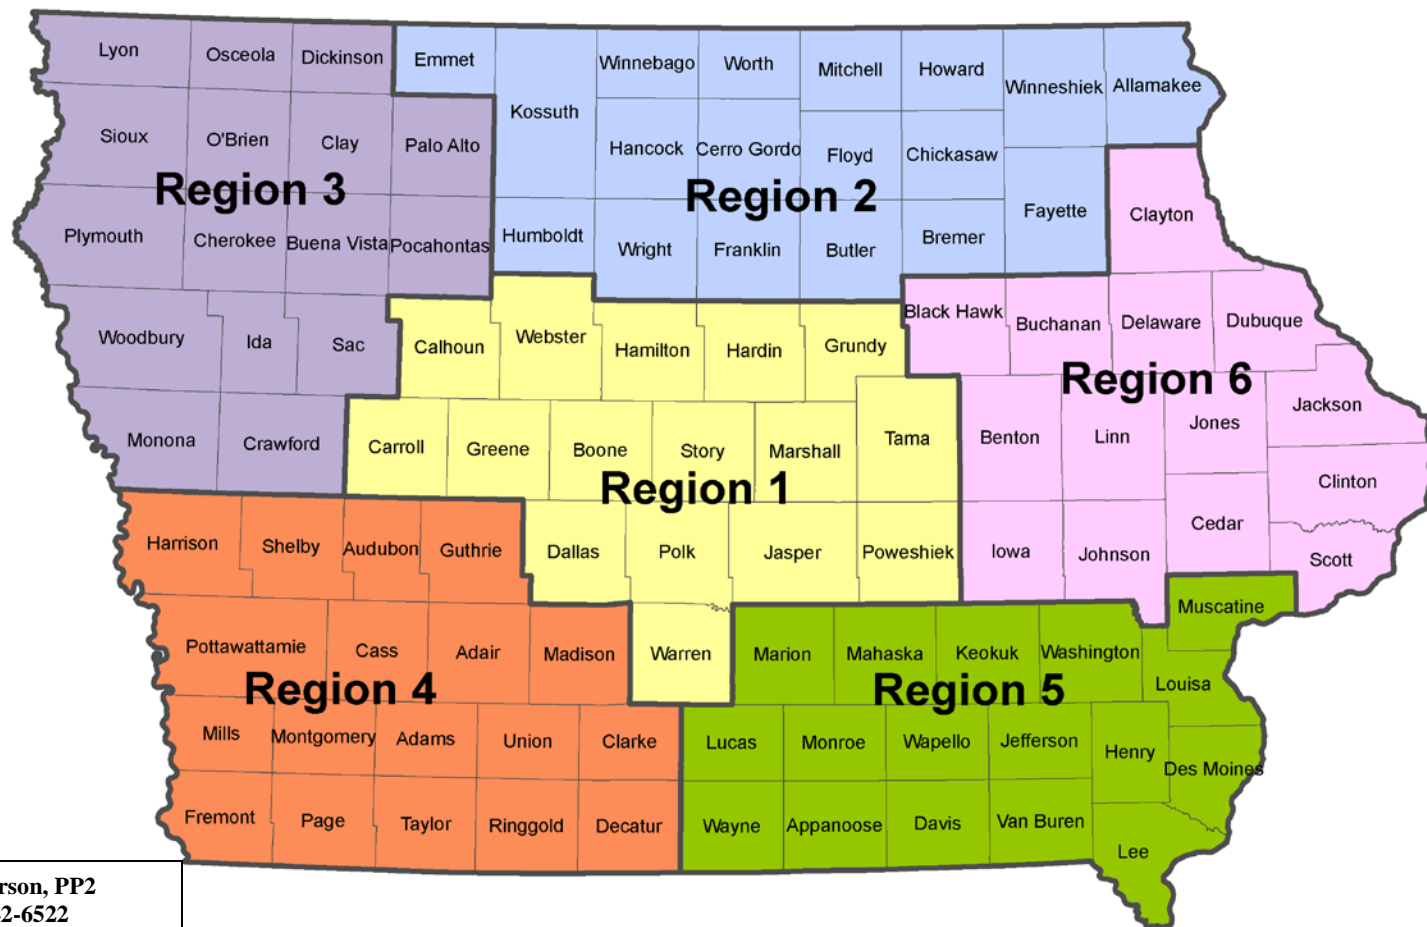 Lyon
Osceola
Dickinson
Emmet
Kossuth
Winnebago
Worth
Mitchell
Howard
Winneshiek
Allamakee
Sioux
O'Brien
Clay
Palo Alto
Hancock
Cerro Gordo
Floyd
Chickasaw
Region 3
Region 2
Fayette
Clayton
Plymouth
Cherokee
Buena Vista
Pocahontas
Humboldt
Wright
Franklin
Butler
Bremer
Woodbury
Ida
Sac
Calhoun
Webster
Hamilton
Hardin
Grundy
Black Hawk
Buchanan
Delaware
Dubuque
Region 6
Monona
Crawford
Carroll
Greene
Boone
Story
Marshall
Tama
Benton
Linn
Jones
Jackson
Region 1
Clinton
Harrison
Shelby
Audubon
Guthrie
Dallas
Polk
Jasper
Poweshiek
Iowa
Johnson
Cedar
Scott
Muscatine
Pottawattamie
Cass
Adair
Madison
Warren
Marion
Mahaska
Keokuk
Washington
Louisa
Region 4
Region 5
Mills
Montgomery
Adams
Union
Clarke
Lucas
Monroe
Wapello
Jefferson
Henry
Des Moines
Fremont
Page
Taylor
Ringgold
Decatur
Wayne
Appanoose
Davis
Van Buren
Lee
rson, PP2
2-6522